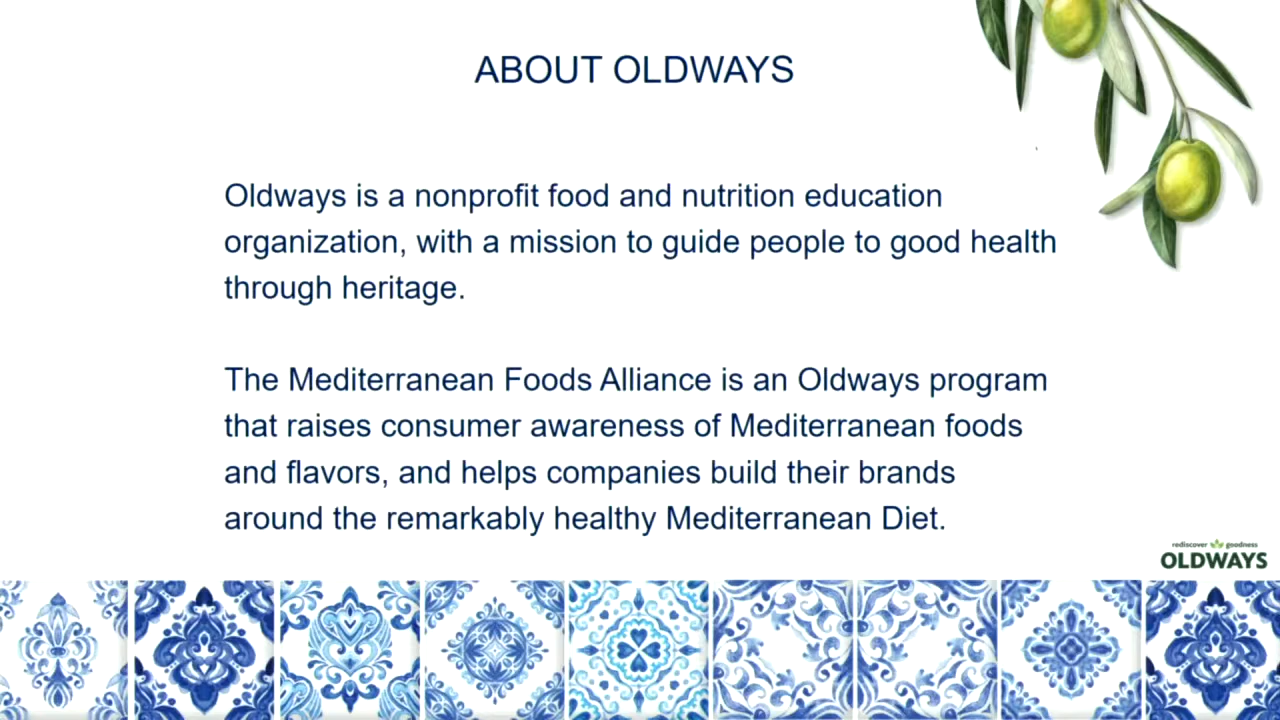 ABOUT OLDWAYS
Oldways is a nonprofit food and nutrition education
organization, with a mission to guide people to good health
through heritage.
The Mediterranean Foods Alliance is an Oldways program
that raises consumer awareness of Mediterranean foods
and flavors, and helps companies build their brands
around the remarkably healthy Mediterranean Diet.
rediscover goodness
OLDWAYS